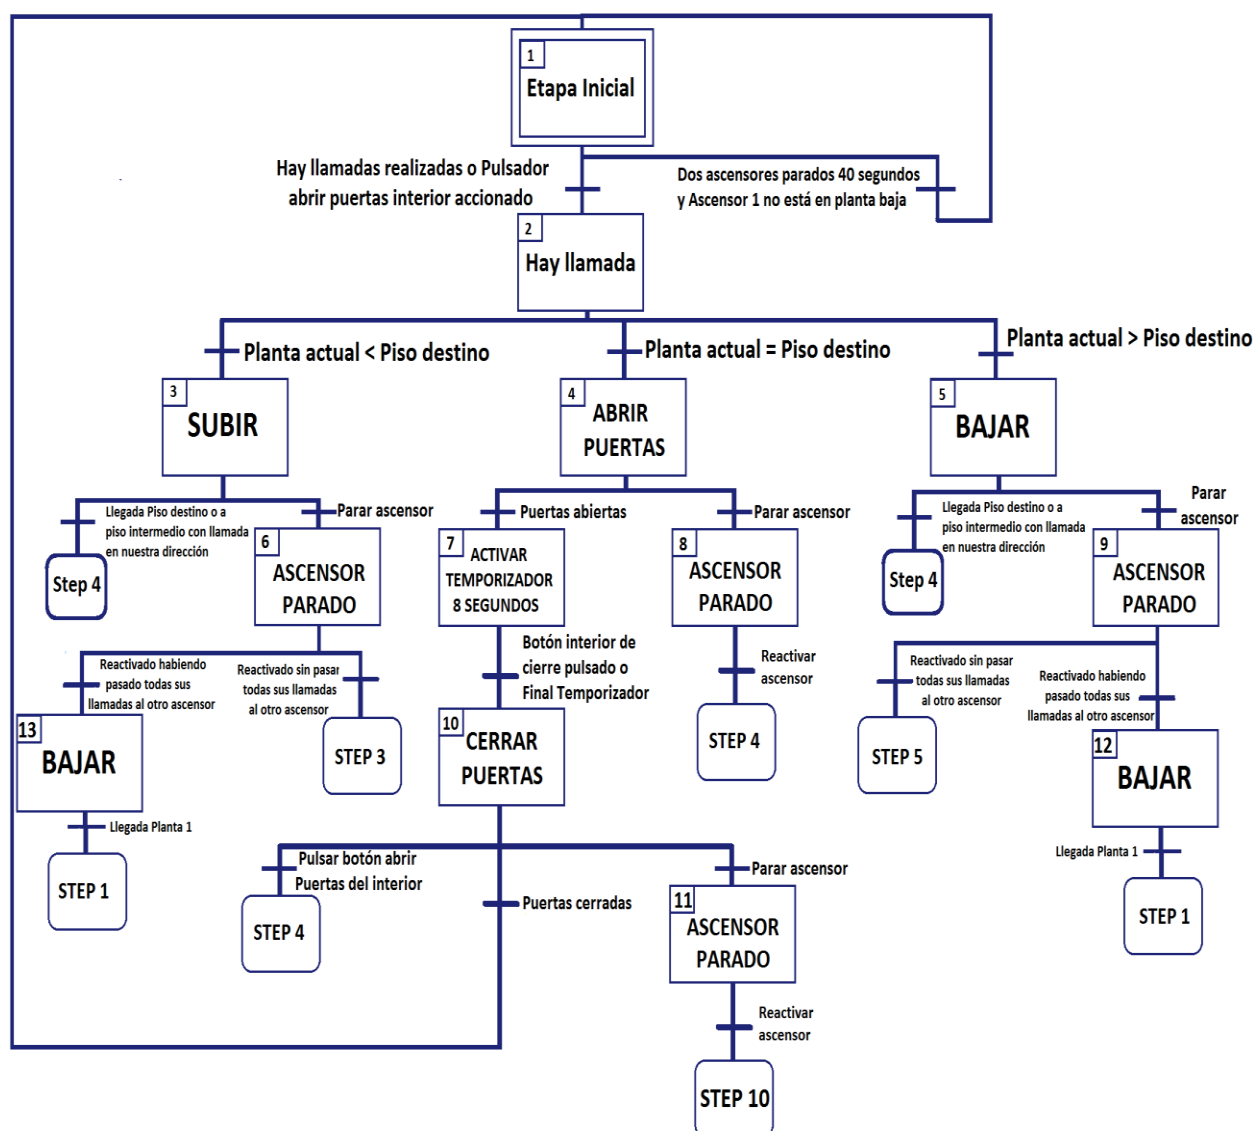 1
Etapa Inicial
Hay llamadas realizadas o Pulsador
abrir puertas interior accionado
Dos ascensores parados 40 segundos
y Ascensor 1 no está en planta baja
2
Hay llamada
Planta actual < Piso destino
Planta actual = Piso destino
Planta actual > Piso destino
3
SUBIR
4
ABRIR
PUERTAS
5
BAJAR
Llegada Piso destino o a
piso intermedio con llamada
en nuestra dirección
Parar ascensor
Puertas abiertas
Parar ascensor
Llegada Piso destino o a
piso intermedio con llamada
en nuestra dirección
Parar
ascensor
Step 4
6
ASCENSOR
PARADO
7
ACTIVAR
TEMPORIZADOR
8 SEGUNDOS
8
ASCENSOR
PARADO
Step 4
9
ASCENSOR
PARADO
Reactivado habiendo
pasado todas sus
llamadas al otro ascensor
Reactivado sin pasar
todas sus llamadas
al otro ascensor
Botón interior de
cierre pulsado o
Final Temporizador
Reactivar
ascensor
Reactivado sin pasar
todas sus llamadas
al otro ascensor
Reactivado habiendo
pasado todas sus
llamadas al otro ascensor
13
BAJAR
STEP 3
10
CERRAR
PUERTAS
STEP 4
STEP 5
12
BAJAR
Llegada Planta 1
Llegada Planta 1
STEP 1
Pulsar botón abrir
Puertas del interior
Puertas cerradas
Parar ascensor
STEP 4
11
ASCENSOR
PARADO
STEP 1
Reactivar
ascensor
STEP 10